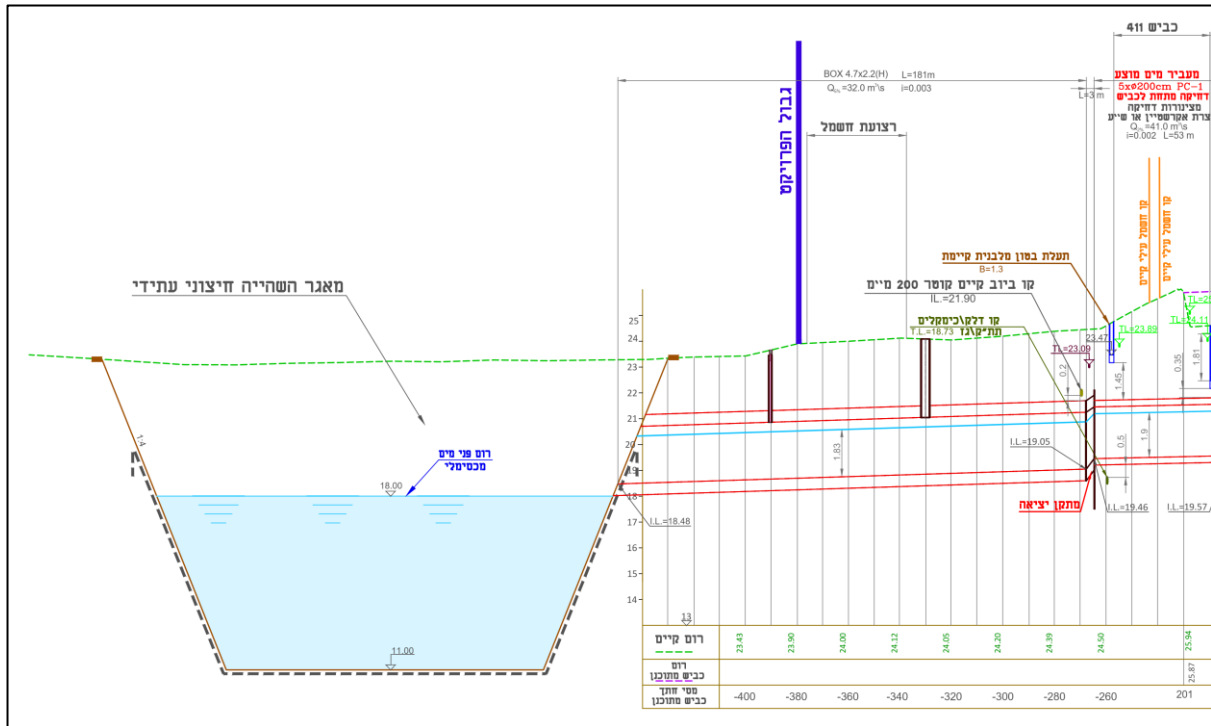 כביש 411
BOX 4.7x2.2(H) L=181m
Q₁%=32.0 m³\s i=0.003
L=3 m
מעביר מים מוצע
5xø200cm PC-1
דחיקה מתחת לכביש
מצינורות דחיקה
תוצרת אקרשטיין או ש״ע
Q₁%=41.0 m³\s
i=0.002 L=53 m
גבול הפרויקט
רצועת חשמל
קו חשמל עילי קיים
קו חשמל עילי קיים
תעלת בטון מלבנית קיימת
B=1.3
קו ביוב קיים קוטר 200 מ״מ
IL.=21.90
קו דלק\כימקלים
תת״ק\גז T.L.=18.73
מאגר השהייה חיצוני עתידי
TL=24.11
TL=23.89
23.47
TL=23.09
0.2
1.45
0.35
1.81
25
24
23
22
21
20
19
18
17
16
15
14
13
1:4
רום פני מים
מכסימלי
18.00
1.83
0.5
1.9
I.L.=19.05
I.L.=18.48
מתקן יציאה
I.L.=19.46
I.L.=19.57
11.00
רום קיים
23.43 23.90 24.00 24.12 24.05 24.20 24.39 24.50 25.94
רום
כביש מתוכנן
25.87
מס׳ חתך
כביש מתוכנן
-400 -380 -360 -340 -320 -300 -280 -260 201